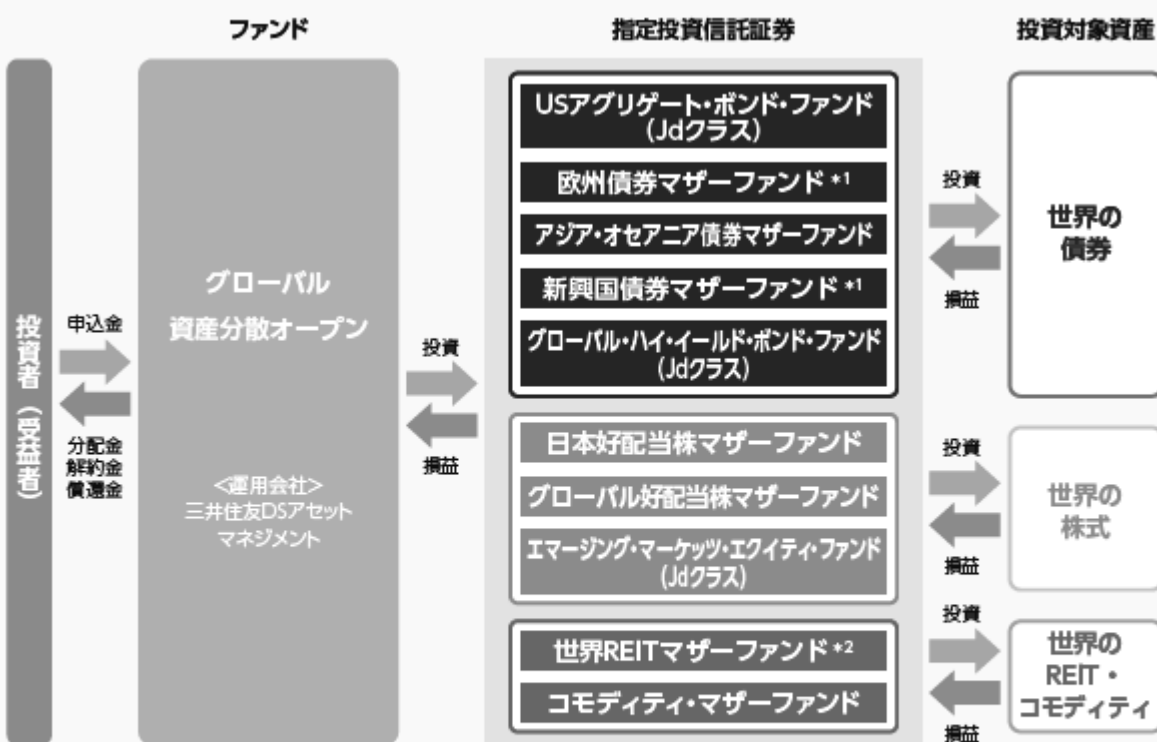 ファンド
指定投資信託証券
投資対象資産
投資者（受益者）
申込金
分配金
解約金
償還金
グローバル
資産分散オープン
<運用会社>
三井住友DSアセット
マネジメント
投資
損益
USアグリゲート・ボンド・ファンド
(Jdクラス)
欧州債券マザーファンド *1
アジア・オセアニア債券マザーファンド
新興国債券マザーファンド *1
グローバル・ハイ・イールド・ボンド・ファンド
(Jdクラス)
投資
損益
世界の
債券
日本好配当株マザーファンド
グローバル好配当株マザーファンド
エマージング・マーケッツ・エクイティ・ファンド
(Jdクラス)
投資
損益
世界の
株式
世界REITマザーファンド *2
コモディティ・マザーファンド
投資
損益
世界の
REIT・
コモディティ